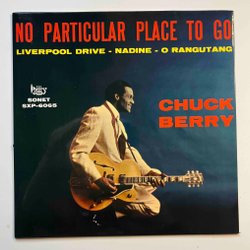 NO PARTICULAR PLACE TO GO
LIVERPOOL DRIVE - NADINE - O RANGUTANG
SONET
SXP-6065
CHUCK
BERRY